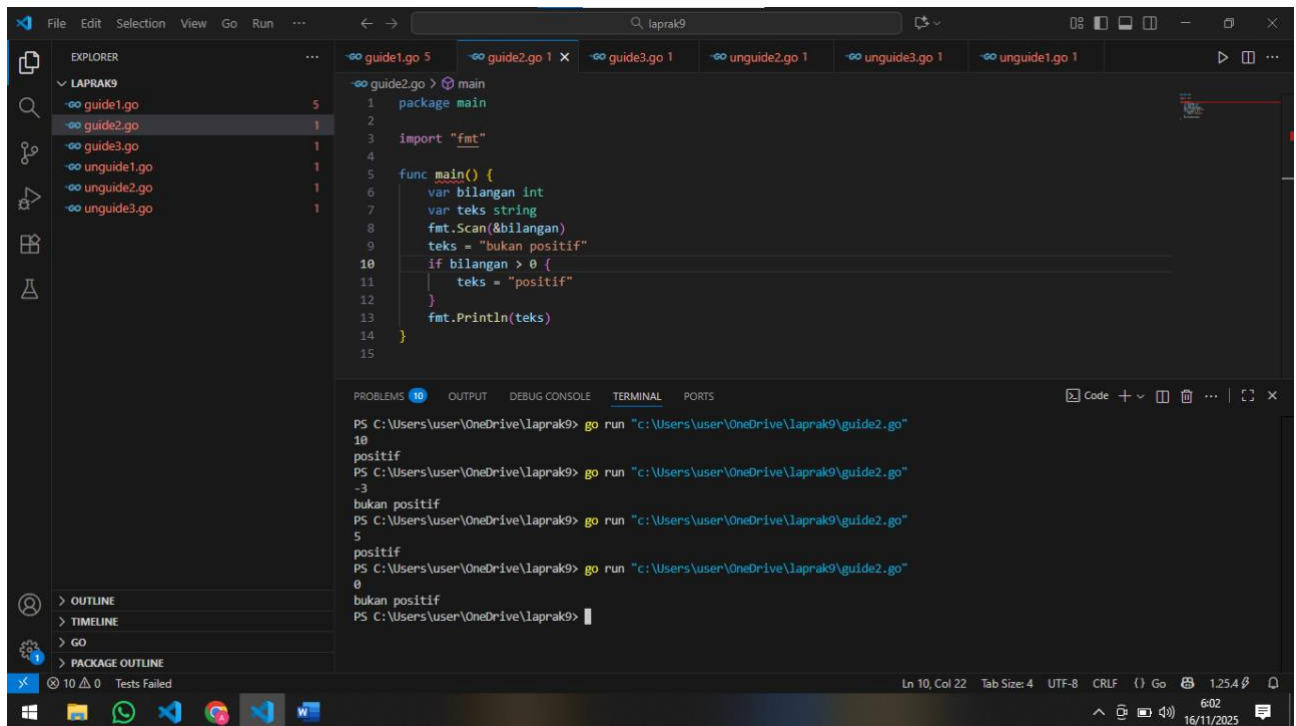 File Edit Selection View Go Run ... laprak9
EXPLORER ...
LAPRAK9
guide1.go 5
guide2.go 1
guide3.go 1
unguide1.go 1
unguide2.go 1
unguide3.go 1
OUTLINE
TIMELINE
GO
PACKAGE OUTLINE
guide1.go 5 guide2.go 1 guide3.go 1 unguide2.go 1 unguide3.go 1 unguide1.go 1
guide2.go > main
1 package main
2
3 import "fmt"
4
5 func main() {
6 var bilangan int
7 var teks string
8 fmt.Scan(&bilangan)
9 teks = "bukan positif"
10 if bilangan > 0 {
11 teks = "positif"
12 }
13 fmt.Println(teks)
14 }
15
PROBLEMS 10 OUTPUT DEBUG CONSOLE TERMINAL PORTS Code
PS C:\Users\user\OneDrive\laprak9> go run "c:\Users\user\OneDrive\laprak9\guide2.go"
10
positif
PS C:\Users\user\OneDrive\laprak9> go run "c:\Users\user\OneDrive\laprak9\guide2.go"
-3
bukan positif
PS C:\Users\user\OneDrive\laprak9> go run "c:\Users\user\OneDrive\laprak9\guide2.go"
5
positif
PS C:\Users\user\OneDrive\laprak9> go run "c:\Users\user\OneDrive\laprak9\guide2.go"
0
bukan positif
PS C:\Users\user\OneDrive\laprak9>
1
10 0 Tests Failed Ln 10, Col 22 Tab Size: 4 UTF-8 CRLF {} Go 1.25.4
6:02
16/11/2025